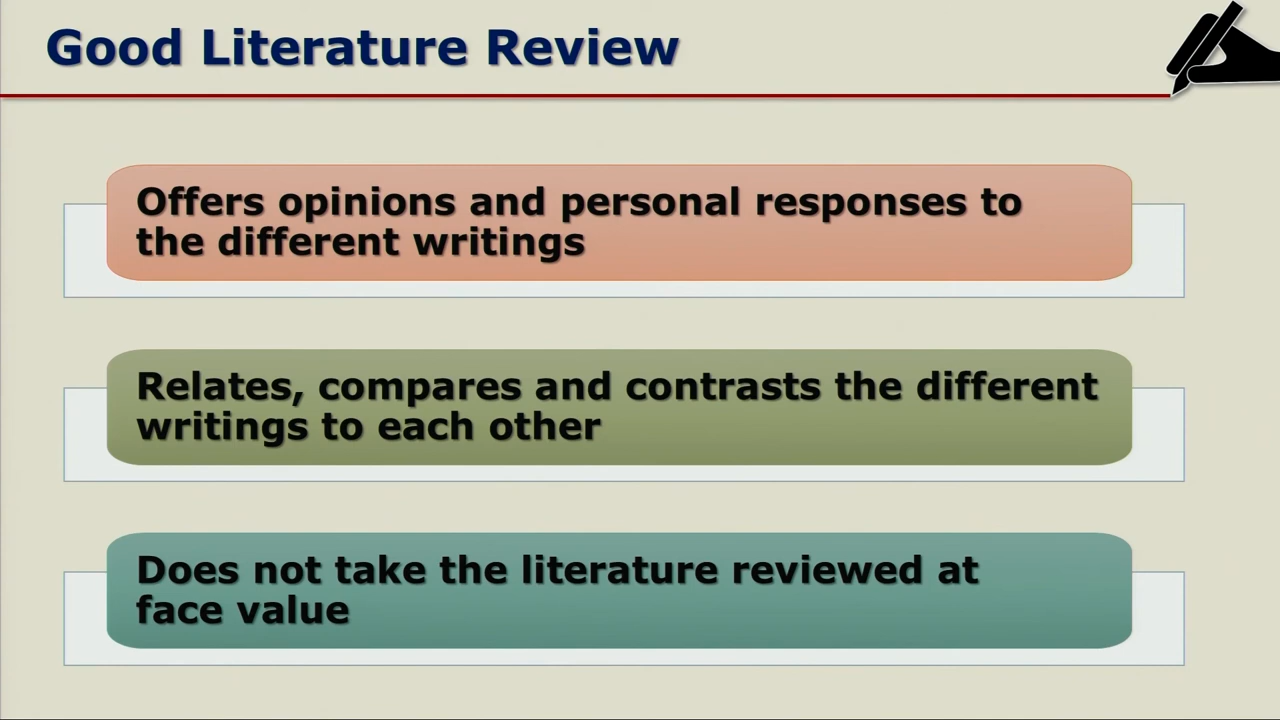 Good Literature Review
Offers opinions and personal responses to
the different writings
Relates, compares and contrasts the different
writings to each other
Does not take the literature reviewed at
face value